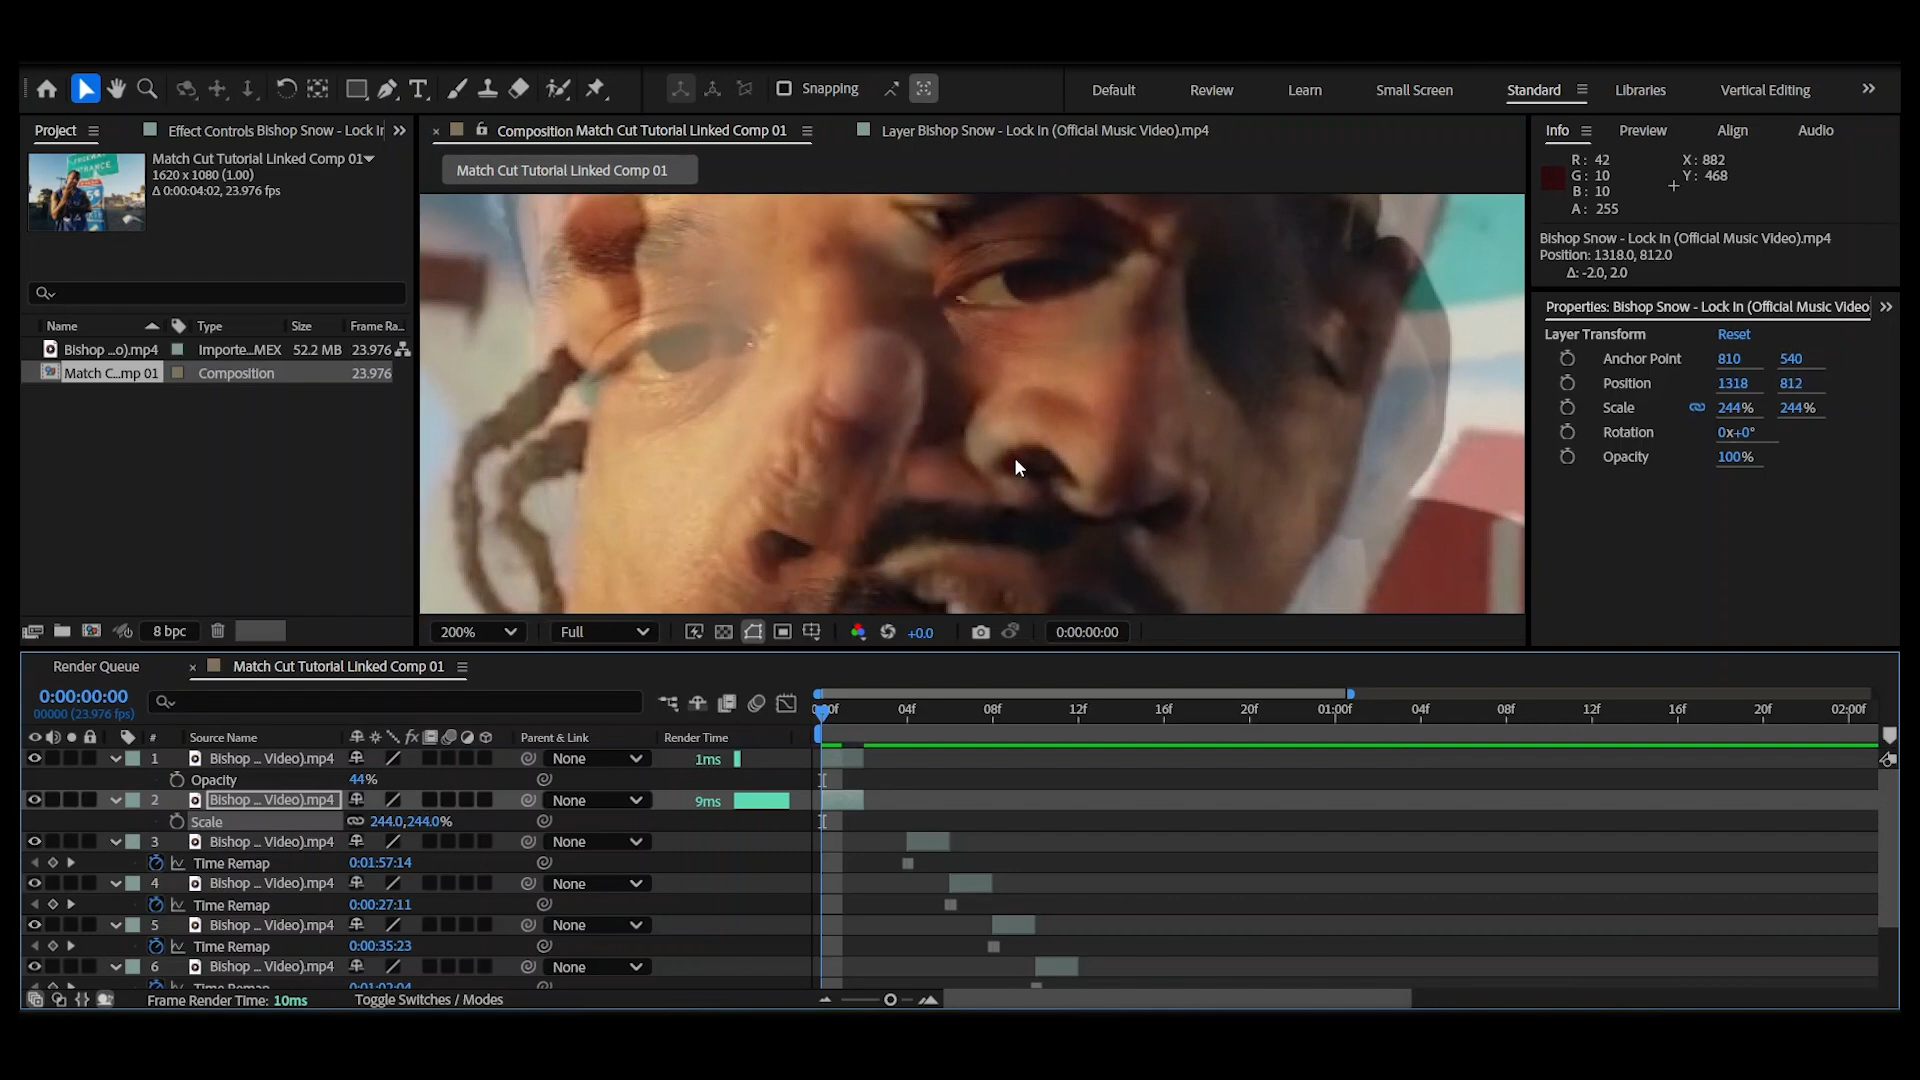 Snapping
Default
Review
Learn
Small Screen
Standard
Libraries
Vertical Editing
Project
Effect Controls Bishop Snow - Lock Ir
Match Cut Tutorial Linked Comp 01
1620 x 1080 (1.00)
Δ 0:00:04:02, 23.976 fps
FREEWAY
ENTRANCE
Name
Type
Size
Frame Ra...
Bishop ...o).mp4
Importe...MEX
52.2 MB
23.976
Match C...mp 01
Composition
23.976
8 bpc
Composition Match Cut Tutorial Linked Comp 01
Layer Bishop Snow - Lock In (Official Music Video).mp4
Match Cut Tutorial Linked Comp 01
200%
Full
+0.0
0:00:00:00
Info
Preview
Align
Audio
R: 42
G: 10
B: 10
A: 255
X: 882
Y: 468
Bishop Snow - Lock In (Official Music Video).mp4
Position: 1318.0, 812.0
Δ: -2.0, 2.0
Properties: Bishop Snow - Lock In (Official Music Video)
Layer Transform
Reset
Anchor Point 810 540
Position 1318 812
Scale 244% 244%
Rotation 0x+0°
Opacity 100%
Render Queue
Match Cut Tutorial Linked Comp 01
0:00:00:00
00000 (23.976 fps)
0:00f 04f 08f 12f 16f 20f 01:00f 04f 08f 12f 16f 20f 02:00f
# Source Name Parent & Link Render Time
1 Bishop ... Video).mp4 None 1ms
Opacity 44%
2 Bishop ... Video).mp4 None 9ms
Scale 244.0,244.0%
3 Bishop ... Video).mp4 None
Time Remap 0:01:57:14
4 Bishop ... Video).mp4 None
Time Remap 0:00:27:11
5 Bishop ... Video).mp4 None
Time Remap 0:00:35:23
6 Bishop ... Video).mp4 None
Time Remap 0:01:02:04
Frame Render Time: 10ms
Toggle Switches / Modes